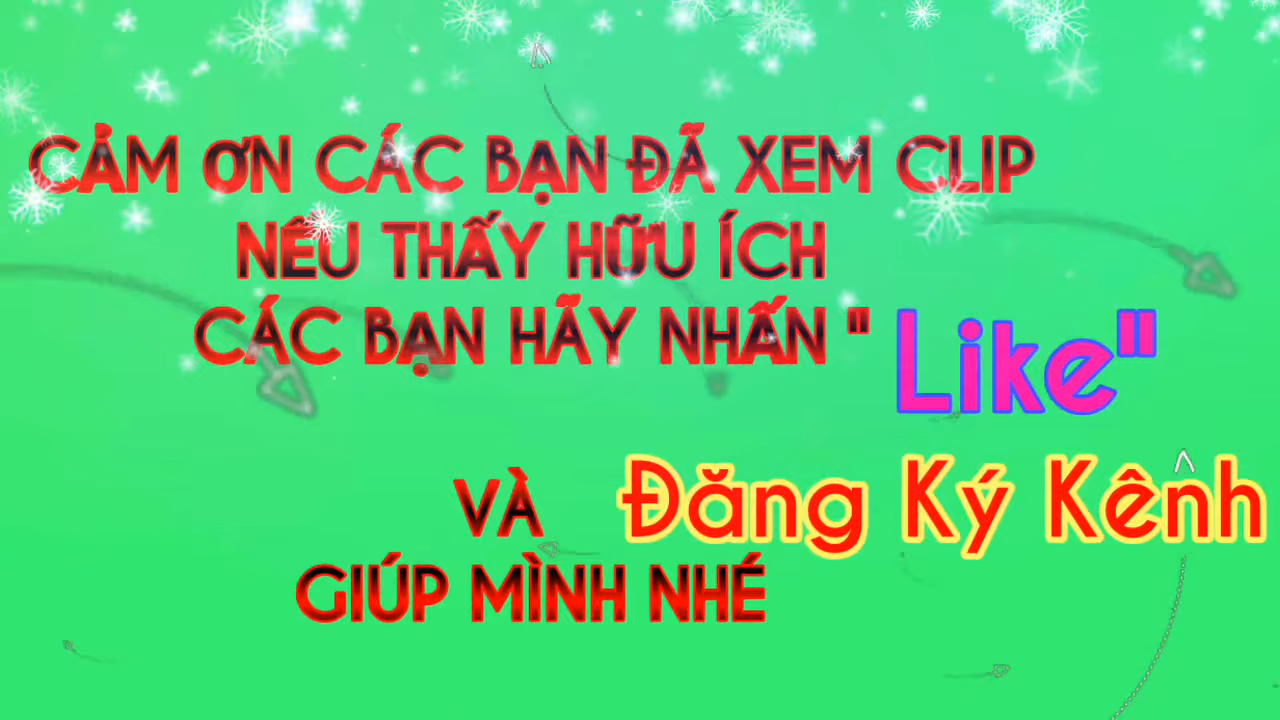 CẢM ƠN CÁC BẠN ĐÃ XEM CLIP
NẾU THẤY HỮU ÍCH
CÁC BẠN HÃY NHẤN " Like"
VÀ Đăng Ký Kênh
GIÚP MÌNH NHÉ